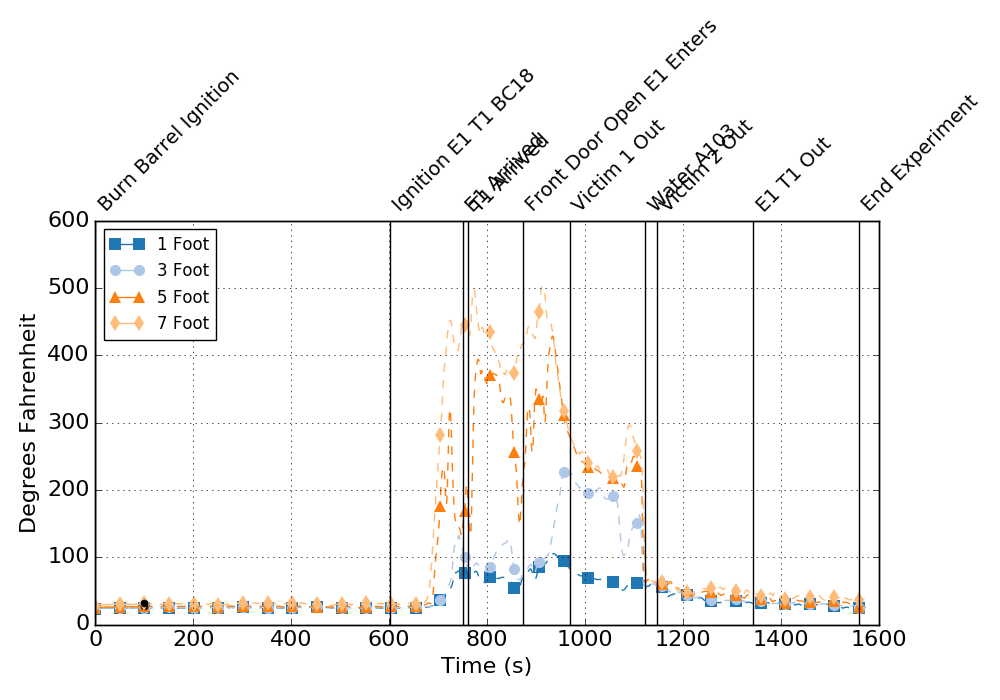 Burn Barrel Ignition
Ignition E1 T1 BC18
E1 Arrived
T1 Arrived
Front Door Open E1 Enters
Victim 1 Out
Water A103
Victim 2 Out
E1 T1 Out
End Experiment
600
500
400
300
200
100
0
Degrees Fahrenheit
1 Foot
3 Foot
5 Foot
7 Foot
0 200 400 600 800 1000 1200 1400 1600
Time (s)